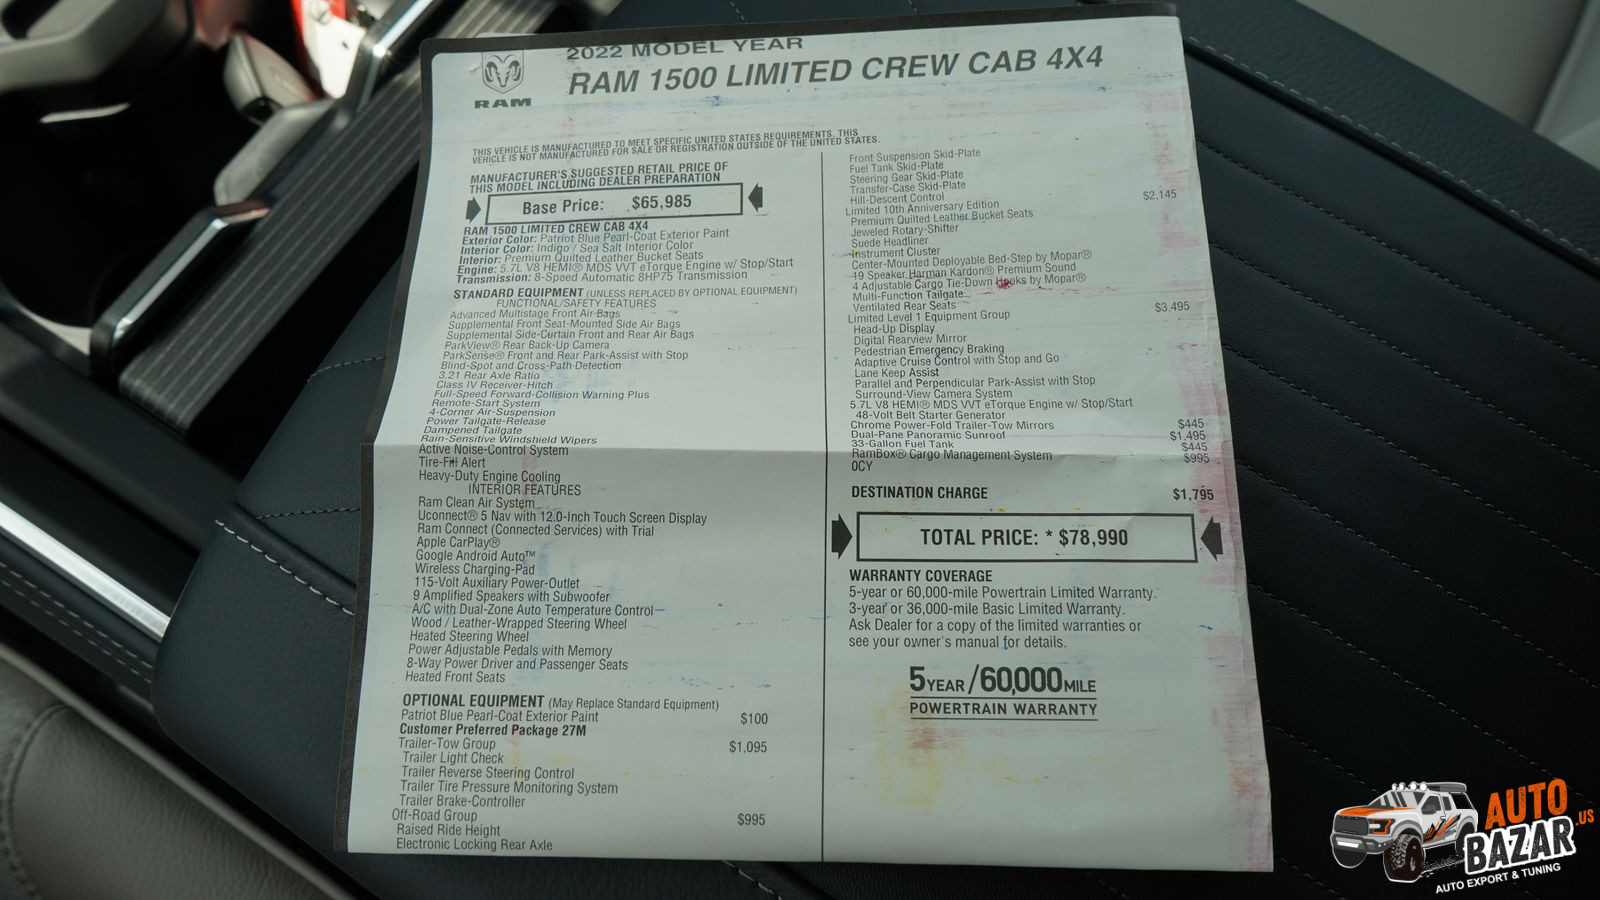 RAM
2022 MODEL YEAR
RAM 1500 LIMITED CREW CAB 4X4
THIS VEHICLE IS MANUFACTURED TO MEET SPECIFIC UNITED STATES REQUIREMENTS. THIS
VEHICLE IS NOT MANUFACTURED FOR SALE OR REGISTRATION OUTSIDE OF THE UNITED STATES.
MANUFACTURER'S SUGGESTED RETAIL PRICE OF
THIS MODEL INCLUDING DEALER PREPARATION
Base Price: $65,985
RAM 1500 LIMITED CREW CAB 4X4
Exterior Color: Patriot Blue Pearl-Coat Exterior Paint
Interior Color: Indigo / Sea Salt Interior Color
Interior: Premium Quilted Leather Bucket Seats
Engine: 5.7L V8 HEMI® MDS VVT eTorque Engine w/ Stop/Start
Transmission: 8-Speed Automatic 8HP75 Transmission
STANDARD EQUIPMENT (UNLESS REPLACED BY OPTIONAL EQUIPMENT)
FUNCTIONAL/SAFETY FEATURES
Advanced Multistage Front Air Bags
Supplemental Front Seat-Mounted Side Air Bags
Supplemental Side-Curtain Front and Rear Air Bags
ParkView® Rear Back-Up Camera
ParkSense® Front and Rear Park-Assist with Stop
Blind-Spot and Cross-Path Detection
3.21 Rear Axle Ratio
Class IV Receiver-Hitch
Full-Speed Forward-Collision Warning Plus
Remote-Start System
4-Corner Air-Suspension
Power Tailgate-Release
Dampened Tailgate
Rain-Sensitive Windshield Wipers
Active Noise-Control System
Tire-Fill Alert
Heavy-Duty Engine Cooling
INTERIOR FEATURES
Ram Clean Air System
Uconnect® 5 Nav with 12.0-Inch Touch Screen Display
Ram Connect (Connected Services) with Trial
Apple CarPlay®
Google Android Auto™
Wireless Charging-Pad
115-Volt Auxiliary Power-Outlet
9 Amplified Speakers with Subwoofer
A/C with Dual-Zone Auto Temperature Control
Wood / Leather-Wrapped Steering Wheel
Heated Steering Wheel
Power Adjustable Pedals with Memory
8-Way Power Driver and Passenger Seats
Heated Front Seats
OPTIONAL EQUIPMENT (May Replace Standard Equipment)
Patriot Blue Pearl-Coat Exterior Paint $100
Customer Preferred Package 27M
Trailer-Tow Group $1,095
Trailer Light Check
Trailer Reverse Steering Control
Trailer Tire Pressure Monitoring System
Trailer Brake-Controller
Off-Road Group $995
Raised Ride Height
Electronic Locking Rear Axle
Front Suspension Skid-Plate
Fuel Tank Skid-Plate
Steering Gear Skid-Plate
Transfer-Case Skid-Plate
Hill-Descent Control
Limited 10th Anniversary Edition $2,145
Premium Quilted Leather Bucket Seats
Jeweled Rotary-Shifter
Suede Headliner
Instrument Cluster
Center-Mounted Deployable Bed-Step by Mopar®
19 Speaker Harman Kardon® Premium Sound
4 Adjustable Cargo Tie-Down Hooks by Mopar®
Multi-Function Tailgate
Ventilated Rear Seats
Limited Level 1 Equipment Group $3,495
Head-Up Display
Digital Rearview Mirror
Pedestrian Emergency Braking
Adaptive Cruise Control with Stop and Go
Lane Keep Assist
Parallel and Perpendicular Park-Assist with Stop
Surround-View Camera System
5.7L V8 HEMI® MDS VVT eTorque Engine w/ Stop/Start
48-Volt Belt Starter Generator
Chrome Power-Fold Trailer-Tow Mirrors $445
Dual-Pane Panoramic Sunroof $1,495
33-Gallon Fuel Tank $445
RamBox® Cargo Management System $995
0CY
DESTINATION CHARGE $1,795
TOTAL PRICE: * $78,990
WARRANTY COVERAGE
5-year or 60,000-mile Powertrain Limited Warranty.
3-year or 36,000-mile Basic Limited Warranty.
Ask Dealer for a copy of the limited warranties or
see your owner's manual for details.
5 YEAR / 60,000 MILE
POWERTRAIN WARRANTY
AUTO
BAZAR.US
AUTO EXPORT & TUNING